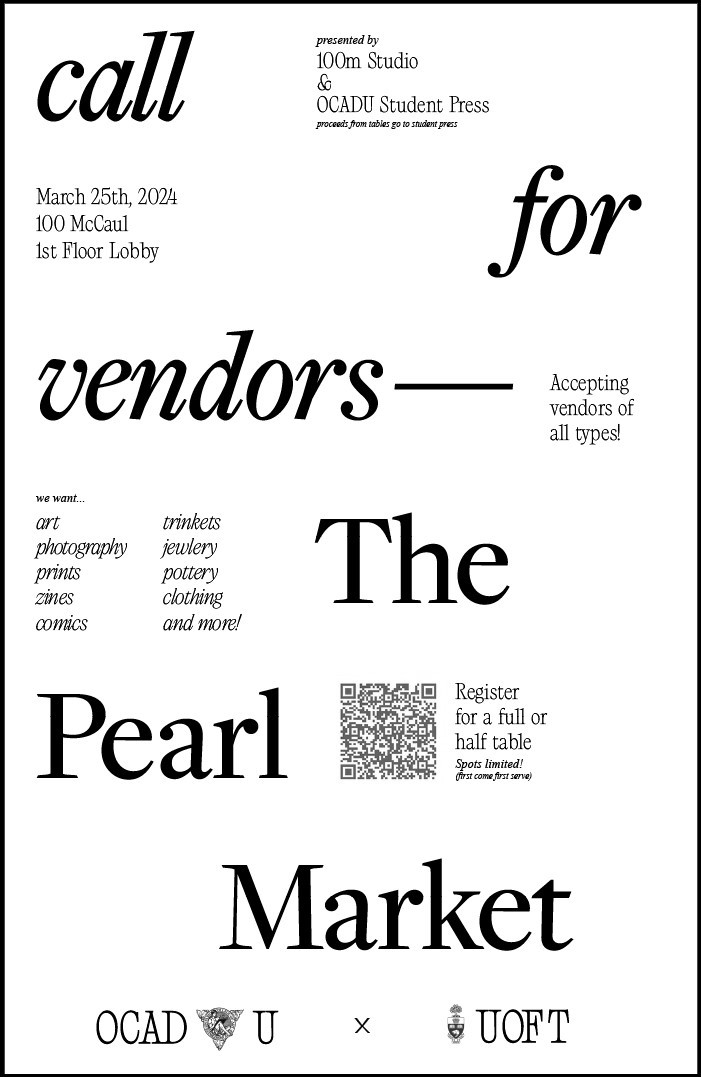 call
presented by
100m Studio
&
OCADU Student Press
proceeds from tables go to student press
March 25th, 2024
100 McCaul
1st Floor Lobby
for
vendors—
Accepting
vendors of
all types!
we want...
art
photography
prints
zines
comics
trinkets
jewlery
pottery
clothing
and more!
The
Pearl
Register
for a full or
half table
Spots limited!
(first come first serve)
Market
OCAD U
x
UOFT